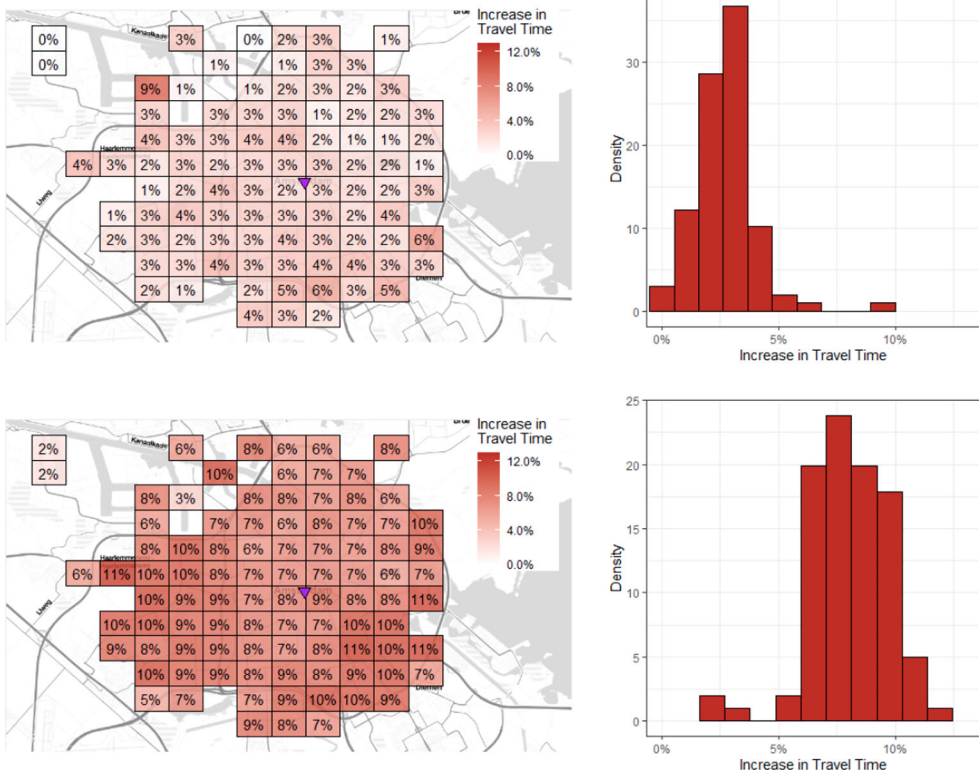 Increase in
Travel Time
12.0%
8.0%
4.0%
0.0%
Kanaalkade
Haarlemmer
IJweg
Diemen
0% 3% 0% 2% 3% 1%
0% 1% 1% 3% 3%
9% 1% 1% 2% 3% 2% 3%
3% 3% 3% 3% 1% 2% 2% 3%
4% 3% 3% 4% 4% 2% 1% 1% 2%
4% 3% 2% 3% 2% 3% 3% 3% 2% 2% 1%
1% 2% 4% 3% 2% 3% 2% 2% 3%
1% 3% 4% 3% 3% 3% 3% 2% 4%
2% 3% 2% 3% 3% 4% 3% 2% 2% 6%
3% 3% 4% 3% 3% 4% 4% 3% 3%
2% 1% 2% 5% 6% 3% 5%
4% 3% 2%
Density
30
20
10
0
0% 5% 10%
Increase in Travel Time
Increase in
Travel Time
12.0%
8.0%
4.0%
0.0%
Kanaalkade
Haarlemme
IJweg
Diemen
2% 6% 8% 6% 6% 8%
2% 10% 6% 7% 7%
8% 3% 8% 8% 7% 8% 6%
6% 7% 7% 6% 8% 7% 7% 10%
8% 10% 8% 6% 7% 7% 7% 8% 9%
6% 11% 10% 10% 8% 7% 7% 7% 7% 6% 7%
10% 9% 9% 7% 8% 9% 8% 8% 11%
10% 10% 9% 9% 8% 7% 7% 10% 10%
9% 8% 9% 9% 8% 7% 8% 11% 10% 11%
10% 9% 9% 8% 9% 8% 9% 10% 7%
5% 7% 7% 9% 10% 10% 9%
9% 8% 7%
Density
25
20
15
10
5
0
0% 5% 10%
Increase in Travel Time